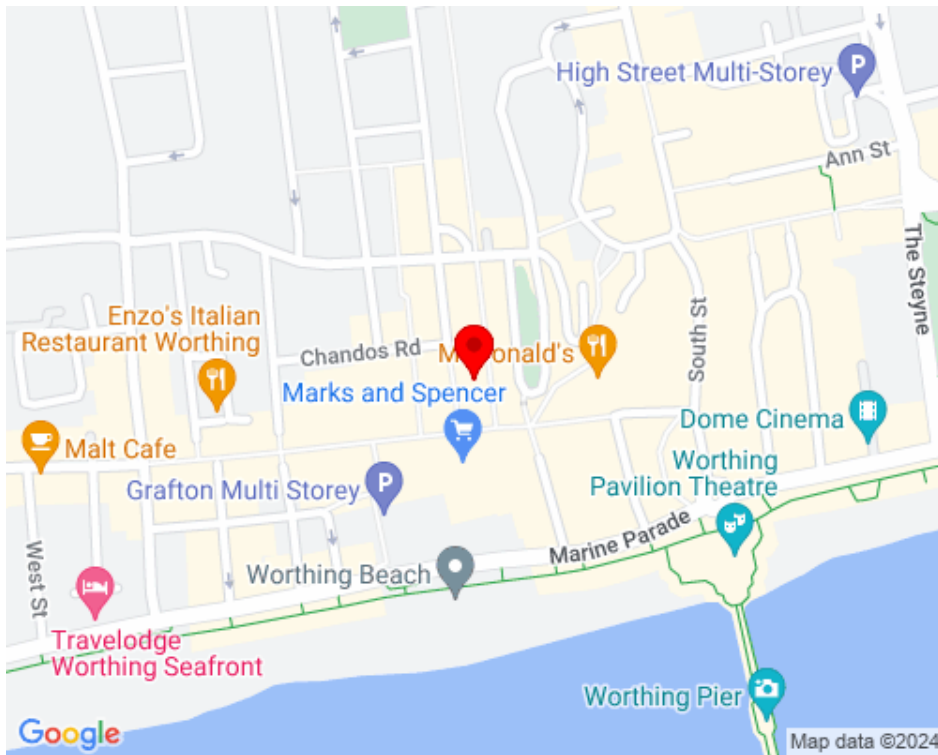 High Street Multi-Storey
P
Ann St
The Steyne
Enzo's Italian
Restaurant Worthing
Chandos Rd
McDonald's
South St
Marks and Spencer
Dome Cinema
Malt Cafe
Worthing
Pavilion Theatre
Grafton Multi Storey
P
Marine Parade
West St
Worthing Beach
Travelodge
Worthing Seafront
Worthing Pier
Google
Map data ©2024